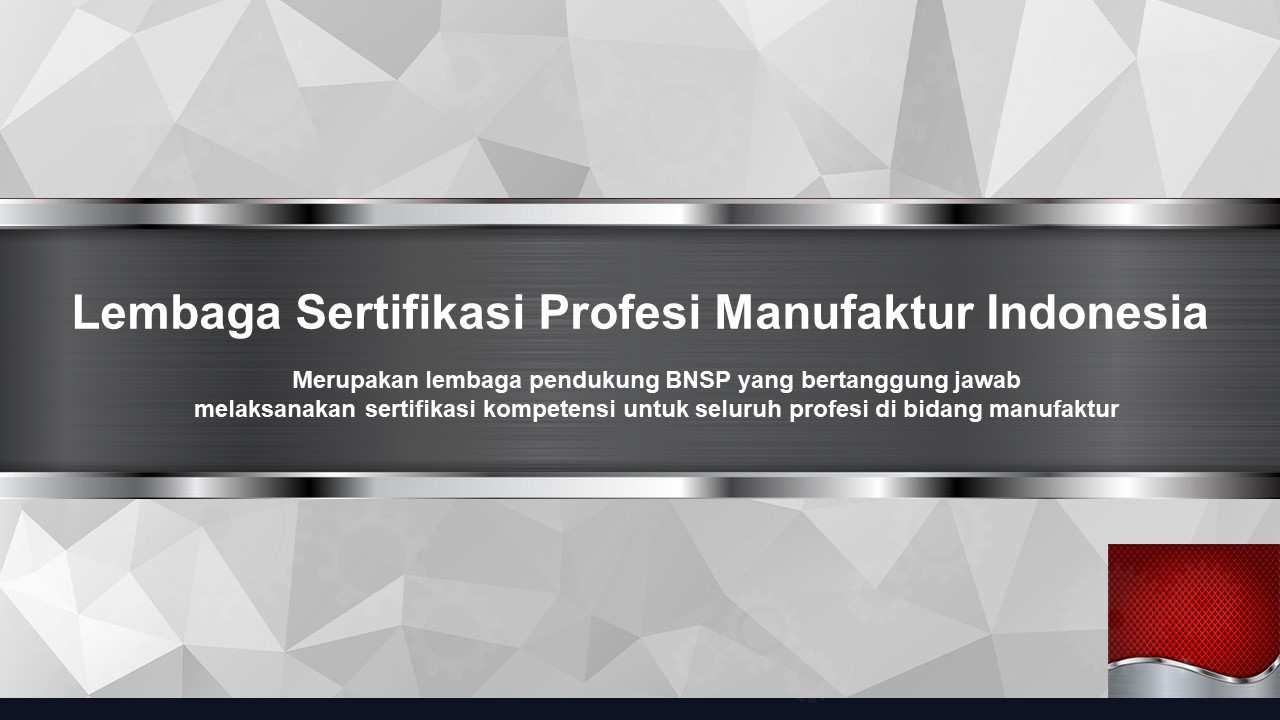 Lembaga Sertifikasi Profesi Manufaktur Indonesia
Merupakan lembaga pendukung BNSP yang bertanggung jawab
melaksanakan sertifikasi kompetensi untuk seluruh profesi di bidang manufaktur